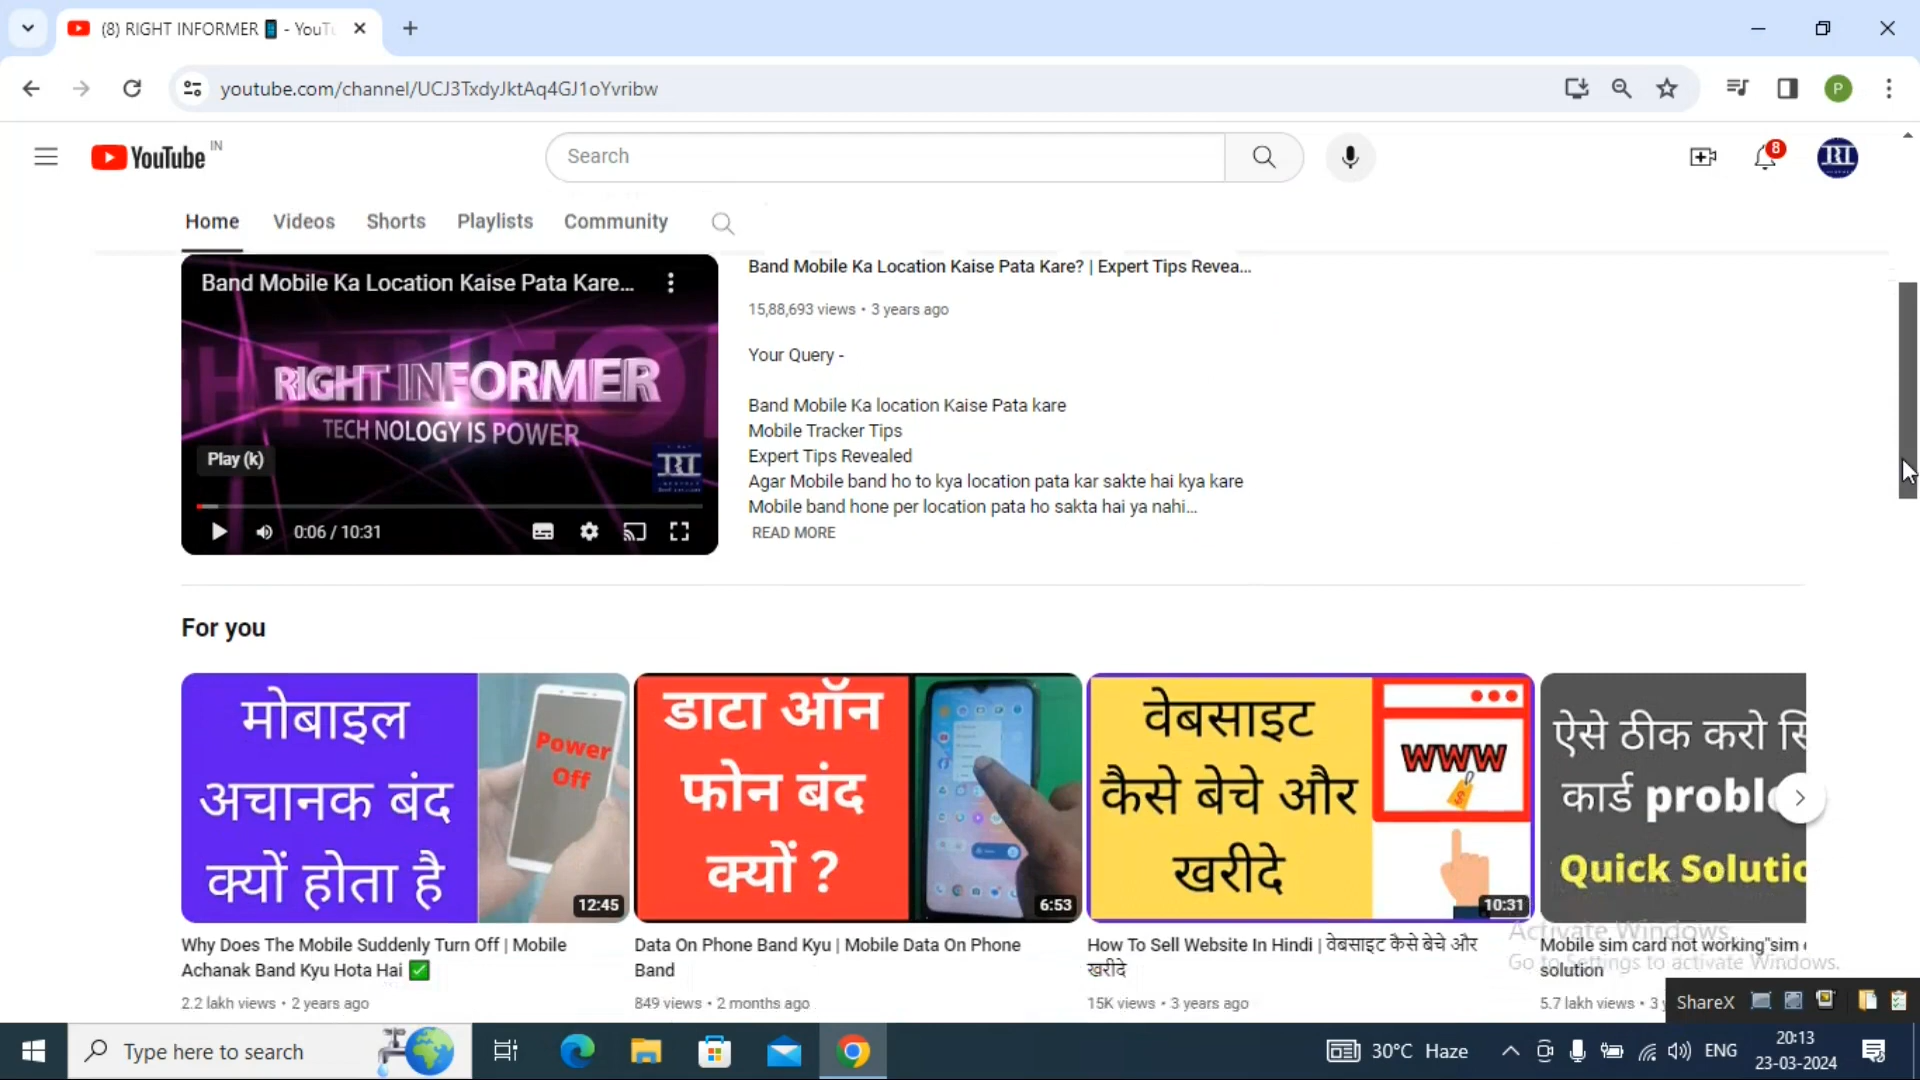 (8) RIGHT INFORMER 📱 - YouTu
youtube.com/channel/UCJ3TxdyJktAq4GJ1oYvribw
P
YouTube IN
Search
8
RI
Home Videos Shorts Playlists Community
Band Mobile Ka Location Kaise Pata Kare...
RIGHT INFORMER
TECHNOLOGY IS POWER
RI
Play (k)
0:06 / 10:31
Band Mobile Ka Location Kaise Pata Kare? | Expert Tips Revea...
15,88,693 views • 3 years ago
Your Query -
Band Mobile Ka location Kaise Pata kare
Mobile Tracker Tips
Expert Tips Revealed
Agar Mobile band ho to kya location pata kar sakte hai kya kare
Mobile band hone per location pata ho sakta hai ya nahi...
READ MORE
For you
मोबाइल
अचानक बंद
क्यों होता है
Power
Off
12:45
डाटा ऑन
फोन बंद
क्यों ?
6:53
वेबसाइट
कैसे बेचे और
खरीदे
WWW
$
10:31
ऐसे ठीक करो सि
कार्ड proble
Quick Solutio
Why Does The Mobile Suddenly Turn Off | Mobile
Achanak Band Kyu Hota Hai ✅
2.2 lakh views • 2 years ago
Data On Phone Band Kyu | Mobile Data On Phone
Band
849 views • 2 months ago
How To Sell Website In Hindi | वेबसाइट कैसे बेचे और
खरीदे
15K views • 3 years ago
Mobile sim card not working"sim
solution
5.7 lakh views • 3 y
Activate Windows
Go to Settings to activate Windows.
ShareX
Type here to search
30°C Haze
ENG
20:13
23-03-2024